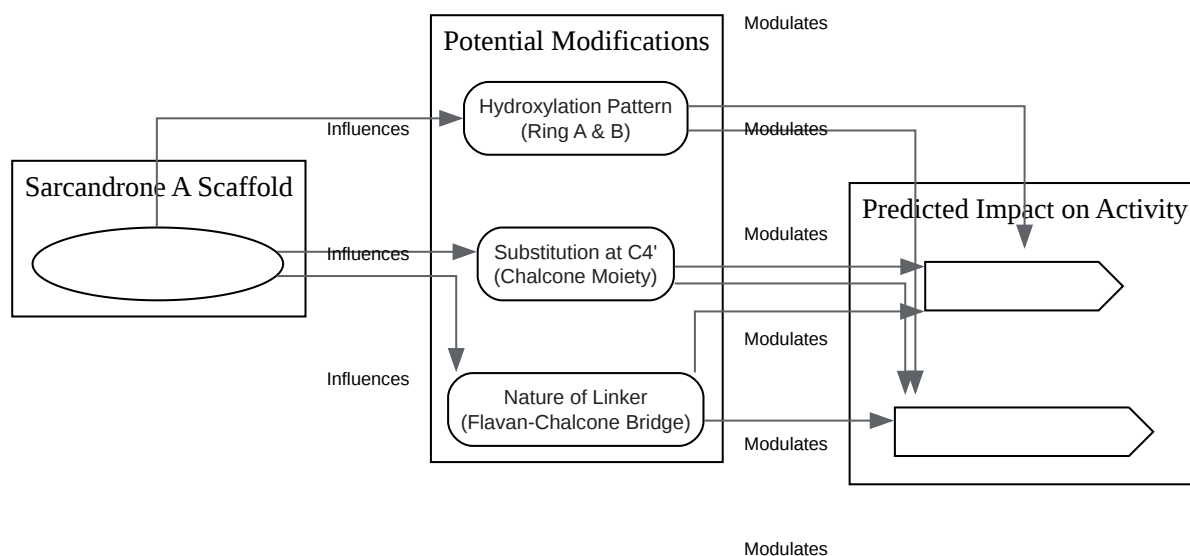 Sarcandrone A Scaffold
Influences
Influences
Influences
Potential Modifications
Hydroxylation Pattern
(Ring A & B)
Substitution at C4'
(Chalcone Moiety)
Nature of Linker
(Flavan-Chalcone Bridge)
Modulates
Modulates
Modulates
Modulates
Modulates
Modulates
Predicted Impact on Activity